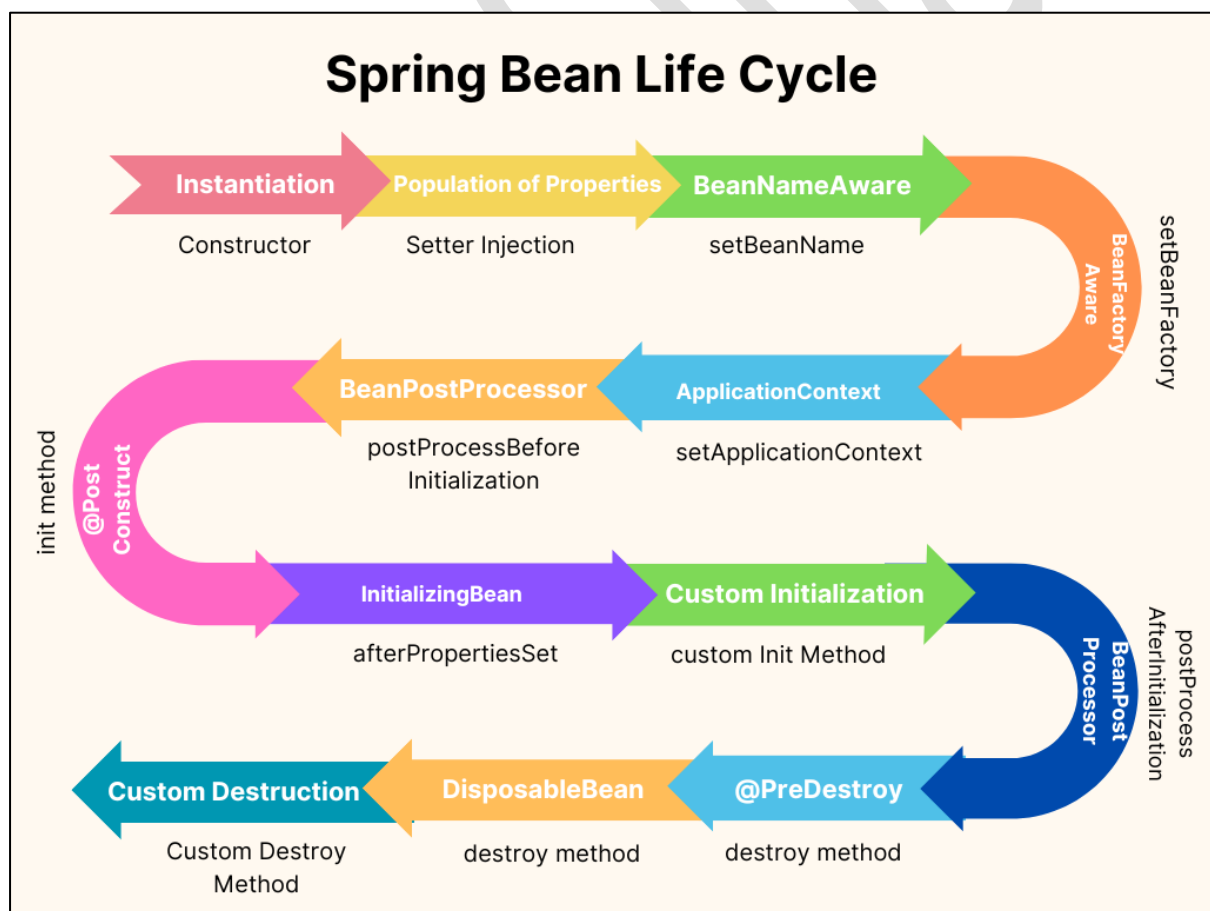 Spring Bean Life Cycle
Instantiation
Population of Properties
BeanNameAware
Constructor
Setter Injection
setBeanName
BeanFactory
Aware
setBeanFactory
ApplicationContext
setApplicationContext
BeanPostProcessor
postProcessBefore
Initialization
@Post
Construct
init method
InitializingBean
afterPropertiesSet
Custom Initialization
custom Init Method
BeanPost
Processor
postProcess
AfterInitialization
@PreDestroy
destroy method
DisposableBean
destroy method
Custom Destruction
Custom Destroy
Method